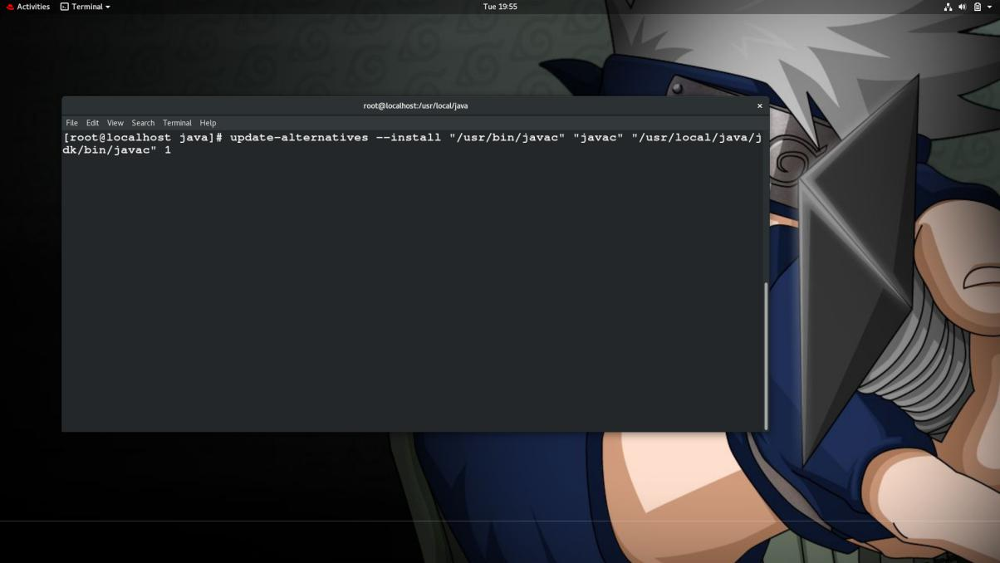 Activities Terminal Tue 19:55
root@localhost:/usr/local/java ×
File Edit View Search Terminal Help
[root@localhost java]# update-alternatives --install "/usr/bin/javac" "javac" "/usr/local/java/j
dk/bin/javac" 1